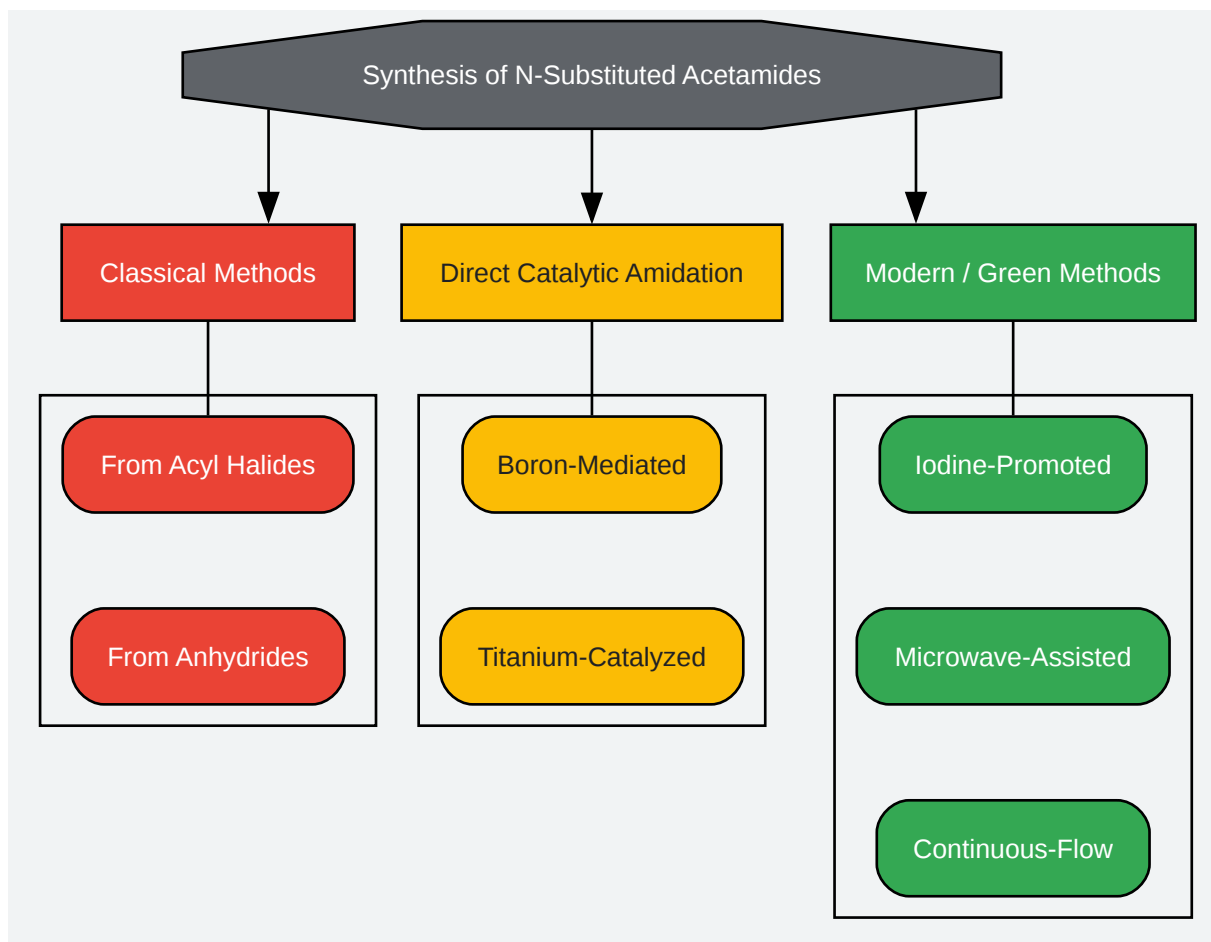 Synthesis of N-Substituted Acetamides
Classical Methods
Direct Catalytic Amidation
Modern / Green Methods
From Acyl Halides
Boron-Mediated
Iodine-Promoted
From Anhydrides
Titanium-Catalyzed
Microwave-Assisted
Continuous-Flow